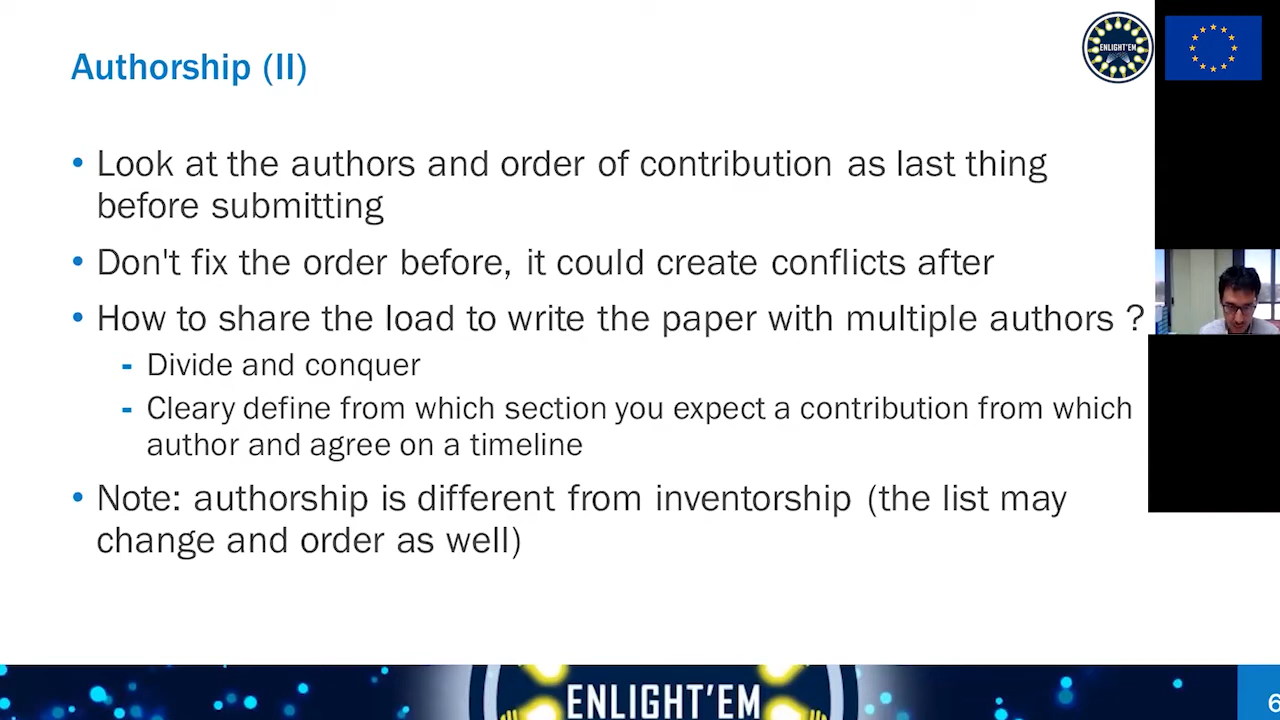 Authorship (II)
ENLIGHT'EM
• Look at the authors and order of contribution as last thing
before submitting
• Don't fix the order before, it could create conflicts after
• How to share the load to write the paper with multiple authors ?
- Divide and conquer
- Cleary define from which section you expect a contribution from which
author and agree on a timeline
• Note: authorship is different from inventorship (the list may
change and order as well)
ENLIGHT'EM
6